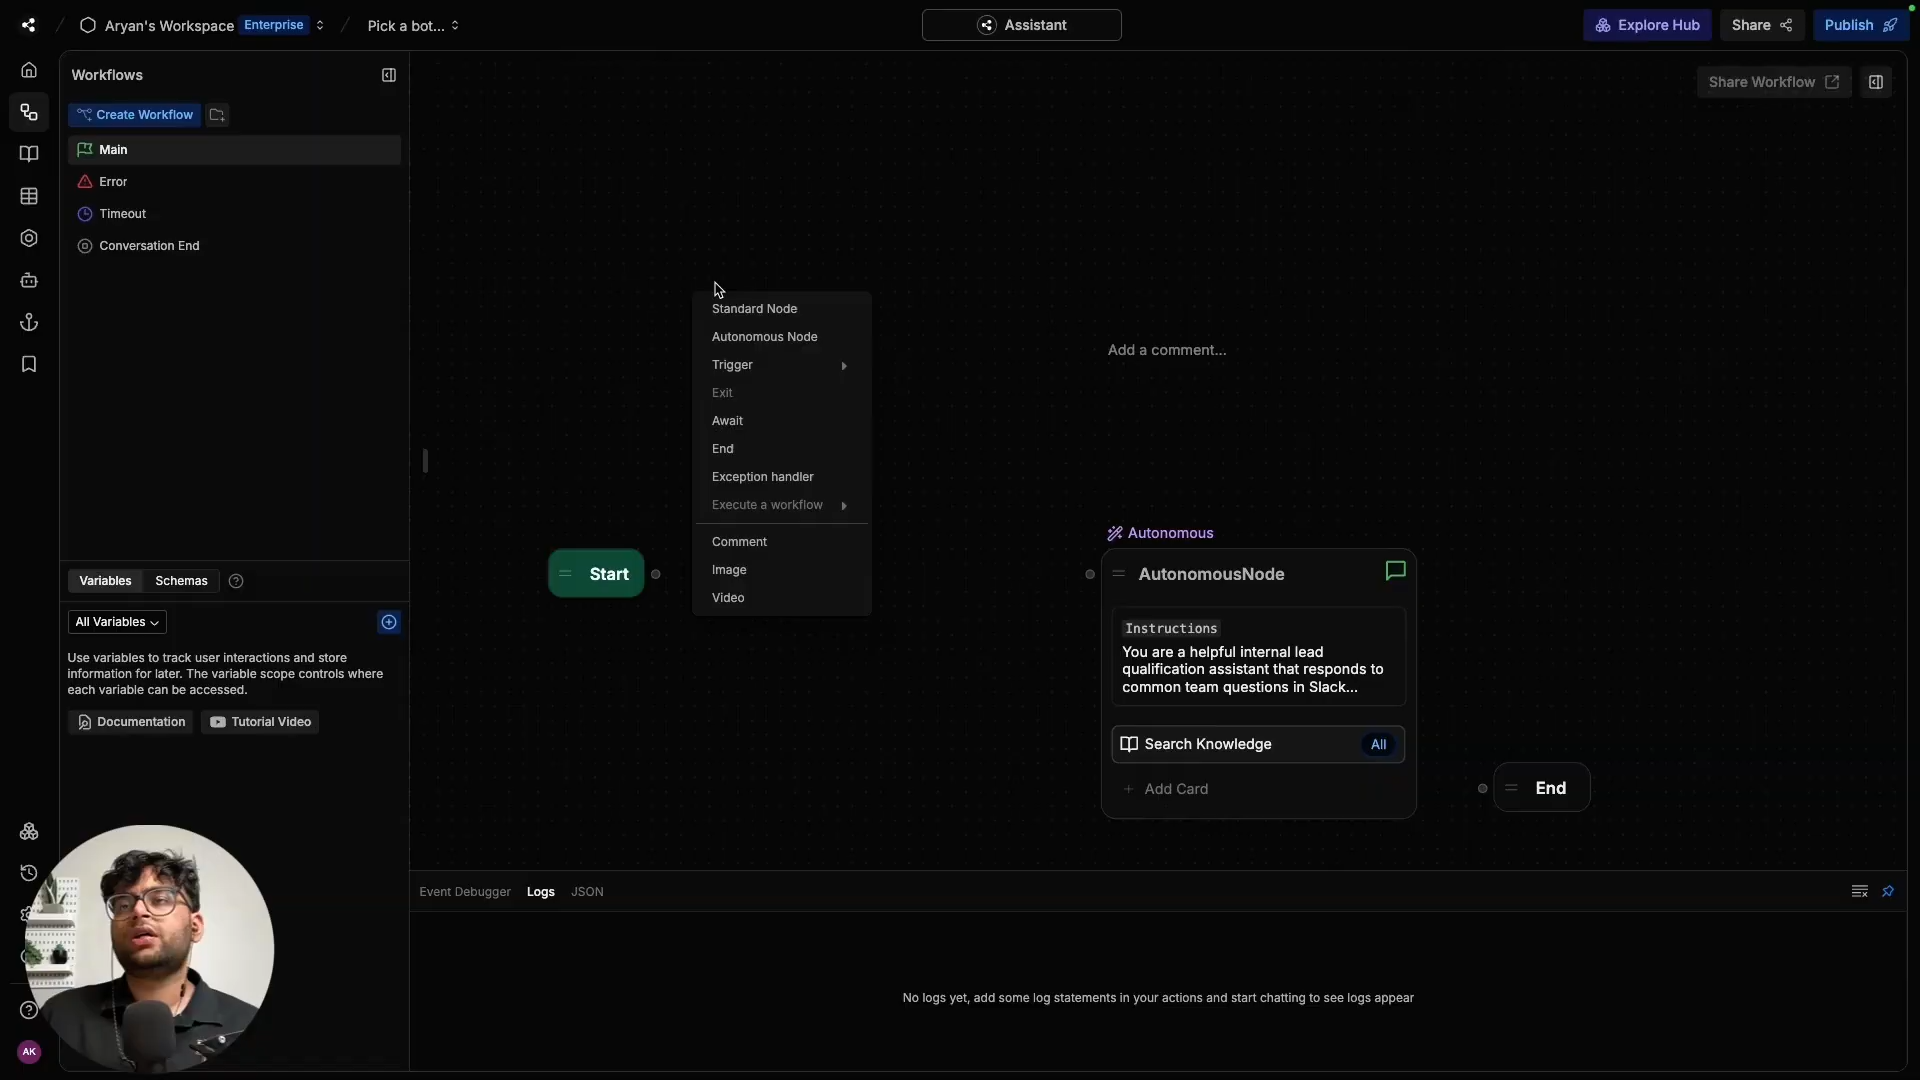 Aryan's Workspace Enterprise
Pick a bot...
Assistant
Explore Hub
Share
Publish
Workflows
Create Workflow
Main
Error
Timeout
Conversation End
Share Workflow
Standard Node
Autonomous Node
Trigger
Exit
Await
End
Exception handler
Execute a workflow
Comment
Image
Video
Add a comment...
Start
Autonomous
AutonomousNode
Instructions
You are a helpful internal lead
qualification assistant that responds to
common team questions in Slack...
Search Knowledge All
+ Add Card
End
Variables Schemas
All Variables
Use variables to track user interactions and store
information for later. The variable scope controls where
each variable can be accessed.
Documentation Tutorial Video
Event Debugger Logs JSON
No logs yet, add some log statements in your actions and start chatting to see logs appear
AK